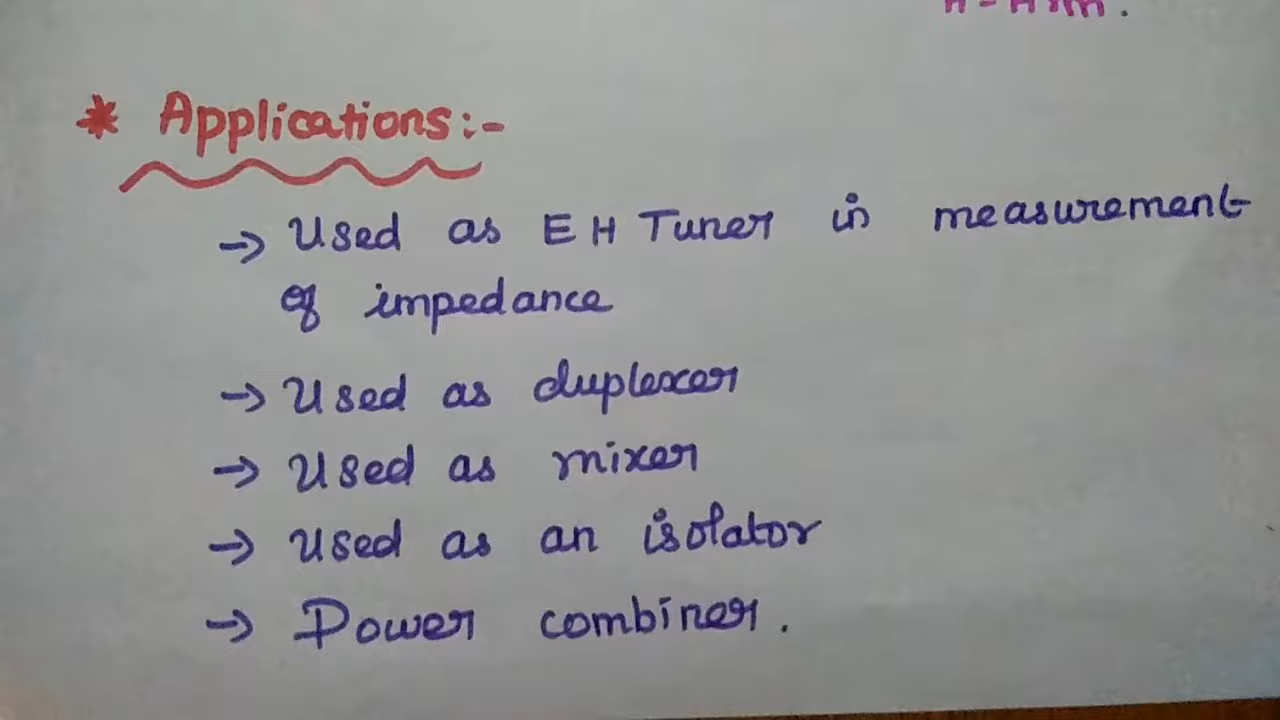 H-Arm.
* Applications:-
→ Used as EH Tuner in measurement
of impedance
→ Used as duplexer
→ Used as mixer
→ Used as an isolator
→ Power combiner.